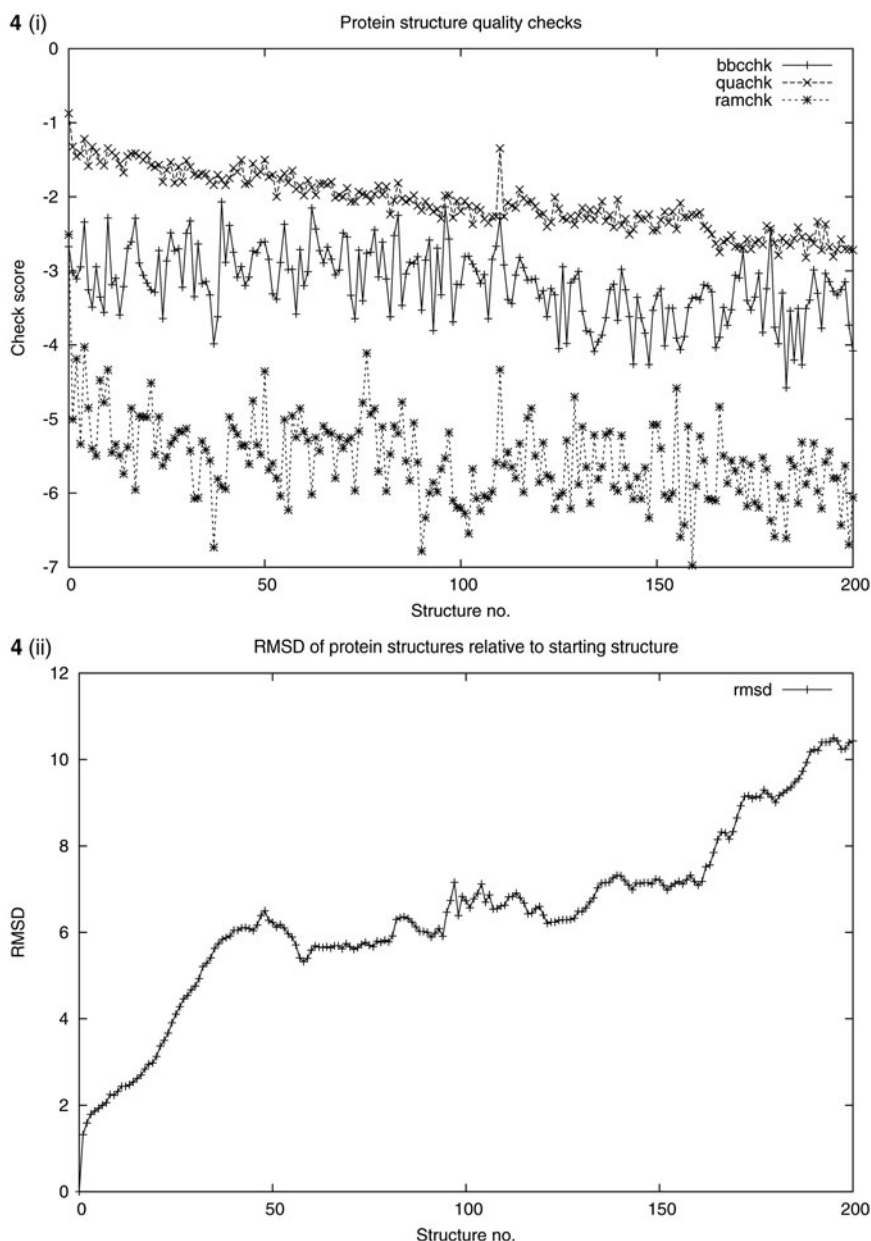 4 (i)
Protein structure quality checks
bbcchk
quachk
ramchk
Check score
0
-1
-2
-3
-4
-5
-6
-7
0
50
100
150
200
Structure no.
4 (ii)
RMSD of protein structures relative to starting structure
rmsd
RMSD
12
10
8
6
4
2
0
0
50
100
150
200
Structure no.